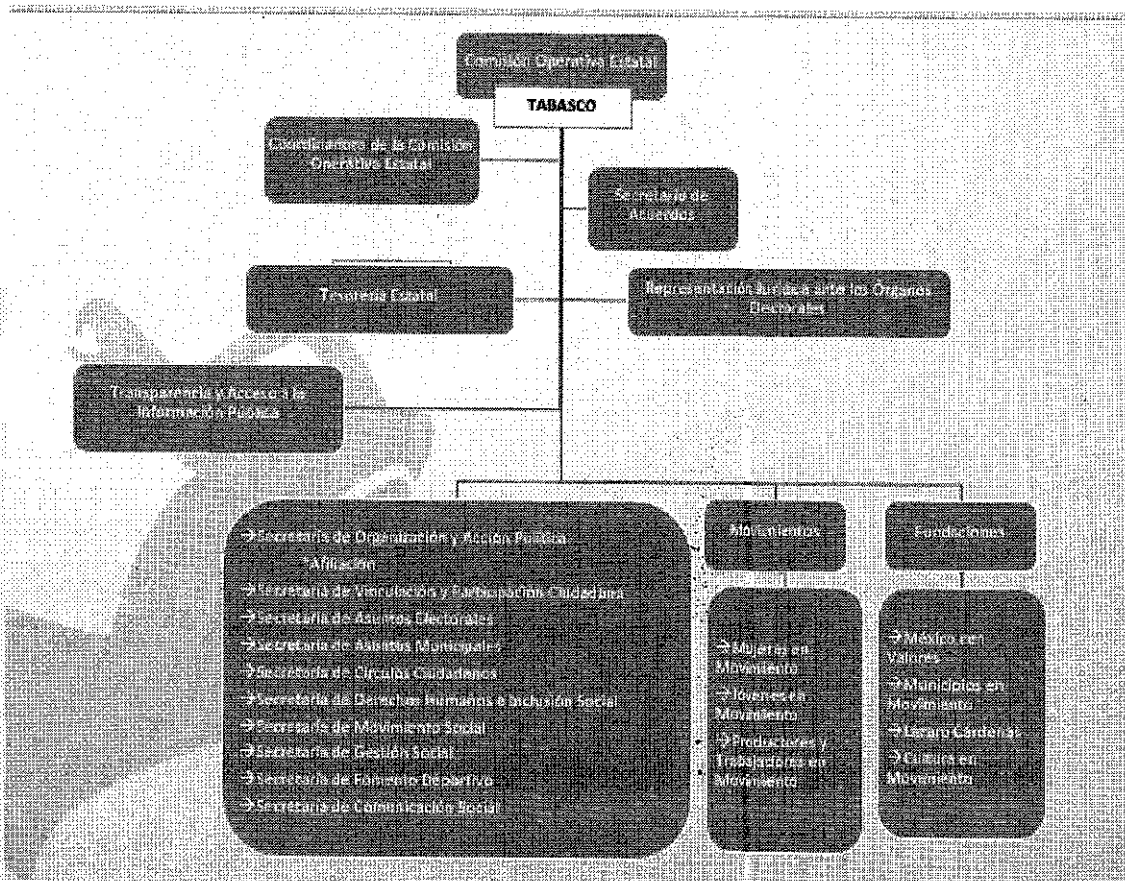 Comisión Operativa Estatal
TABASCO
Coordinadores de la Comisión
Operativa Estatal
Secretario de
Acuerdos
Tesorería Estatal
Representación Jurídica ante los Órganos
Electorales
Transparencia y Acceso a la
Información Pública
→Secretaría de Organización y Acción Política
*Afiliación
→Secretaría de Vinculación y Participación Ciudadana
→Secretaría de Asuntos Electorales
→Secretaría de Asuntos Municipales
→Secretaría de Círculos Ciudadanos
→Secretaría de Derechos Humanos e Inclusión Social
→Secretaría de Movimiento Social
→Secretaría de Gestión Social
→Secretaría de Fomento Deportivo
→Secretaría de Comunicación Social
Movimientos
→Mujeres en
Movimiento
→Jóvenes en
Movimiento
→Productores y
Trabajadores en
Movimiento
Fundaciones
→México en
Valores
→Municipios en
Movimiento
→Lázaro Cárdenas
→Cultura en
Movimiento